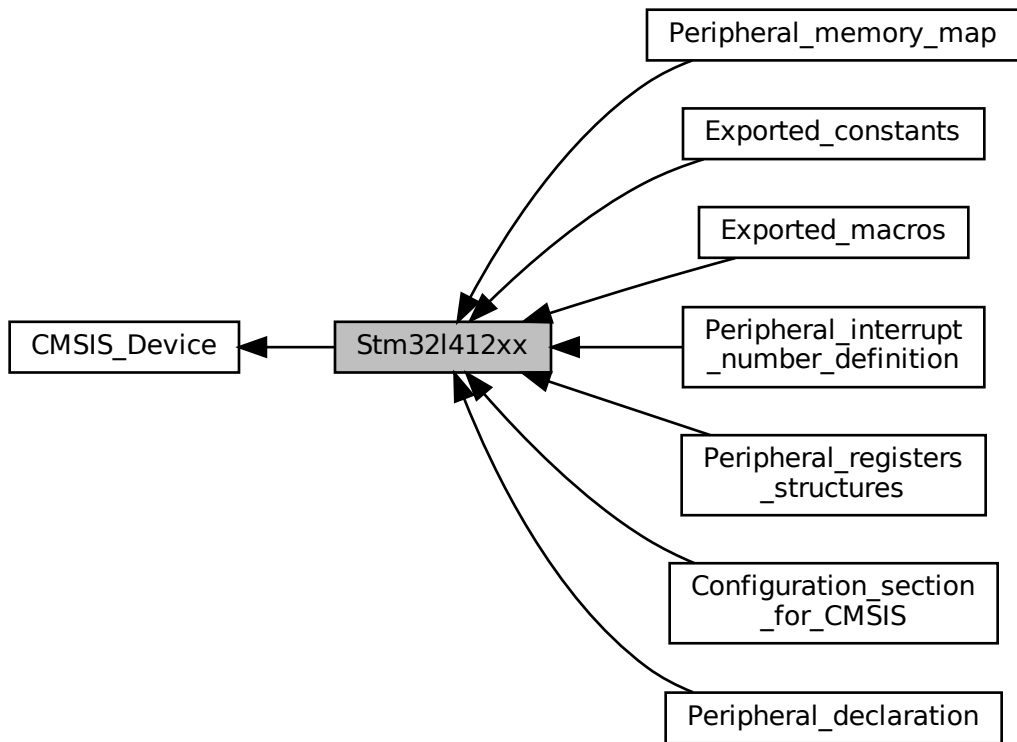 Peripheral_memory_map
Exported_constants
Exported_macros
CMSIS_Device
Stm32l412xx
Peripheral_interrupt
_number_definition
Peripheral_registers
_structures
Configuration_section
_for_CMSIS
Peripheral_declaration